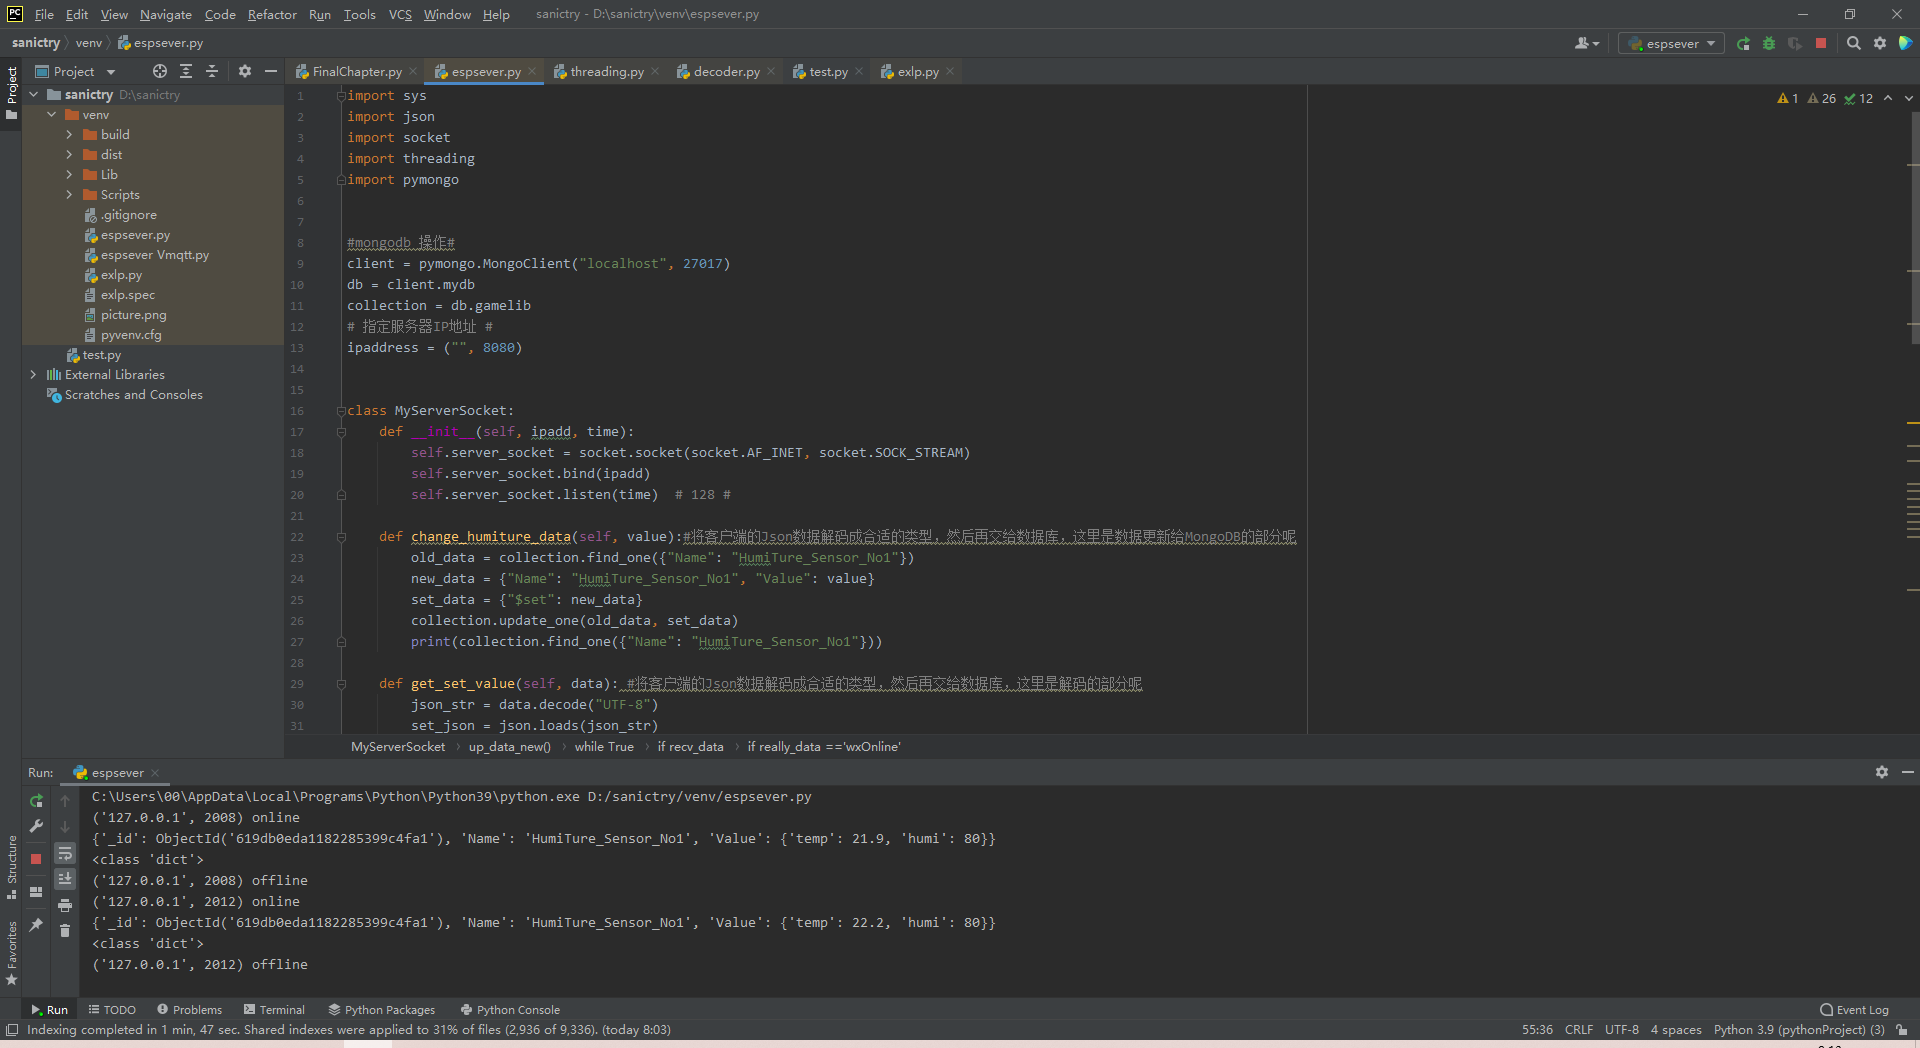 File Edit View Navigate Code Refactor Run Tools VCS Window Help sanictry - D:\sanictry\venv\espsever.py
sanictry venv espsever.py espsever
Project FinalChapter.py espsever.py threading.py decoder.py test.py exlp.py
Project
sanictry D:\sanictry
venv
build
dist
Lib
Scripts
.gitignore
espsever.py
espsever Vmqtt.py
exlp.py
exlp.spec
picture.png
pyvenv.cfg
test.py
External Libraries
Scratches and Consoles
1 26 12
1 import sys
2 import json
3 import socket
4 import threading
5 import pymongo
6
7
8 #mongodb 操作#
9 client = pymongo.MongoClient("localhost", 27017)
10 db = client.mydb
11 collection = db.gamelib
12 # 指定服务器IP地址 #
13 ipaddress = ("", 8080)
14
15
16 class MyServerSocket:
17 def __init__(self, ipadd, time):
18 self.server_socket = socket.socket(socket.AF_INET, socket.SOCK_STREAM)
19 self.server_socket.bind(ipadd)
20 self.server_socket.listen(time)  # 128 #
21
22 def change_humiture_data(self, value):#将客户端的Json数据解码成合适的类型，然后再交给数据库，这里是数据更新给MongoDB的部分呢
23 old_data = collection.find_one({"Name": "HumiTure_Sensor_No1"})
24 new_data = {"Name": "HumiTure_Sensor_No1", "Value": value}
25 set_data = {"$set": new_data}
26 collection.update_one(old_data, set_data)
27 print(collection.find_one({"Name": "HumiTure_Sensor_No1"}))
28
29 def get_set_value(self, data): #将客户端的Json数据解码成合适的类型，然后再交给数据库，这里是解码的部分呢
30 json_str = data.decode("UTF-8")
31 set_json = json.loads(json_str)
MyServerSocket up_data_new() while True if recv_data if really_data =='wxOnline'
Run: espsever
C:\Users\00\AppData\Local\Programs\Python\Python39\python.exe D:/sanictry/venv/espsever.py
('127.0.0.1', 2008) online
{'_id': ObjectId('619db0eda1182285399c4fa1'), 'Name': 'HumiTure_Sensor_No1', 'Value': {'temp': 21.9, 'humi': 80}}
<class 'dict'>
('127.0.0.1', 2008) offline
('127.0.0.1', 2012) online
{'_id': ObjectId('619db0eda1182285399c4fa1'), 'Name': 'HumiTure_Sensor_No1', 'Value': {'temp': 22.2, 'humi': 80}}
<class 'dict'>
('127.0.0.1', 2012) offline
Structure
Favorites
Run TODO Problems Terminal Python Packages Python Console Event Log
Indexing completed in 1 min, 47 sec. Shared indexes were applied to 31% of files (2,936 of 9,336). (today 8:03) 55:36 CRLF UTF-8 4 spaces Python 3.9 (pythonProject) (3)